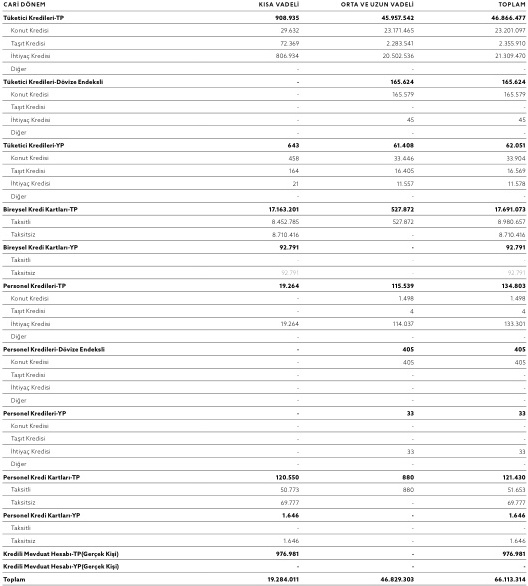 CARİ DÖNEM KISA VADELİ ORTA VE UZUN VADELİ TOPLAM
Tüketici Kredileri-TP 908.935 45.957.542 46.866.477
Konut Kredisi 29.632 23.171.465 23.201.097
Taşıt Kredisi 72.369 2.283.541 2.355.910
İhtiyaç Kredisi 806.934 20.502.536 21.309.470
Diğer - - -
Tüketici Kredileri-Dövize Endeksli - 165.624 165.624
Konut Kredisi - 165.579 165.579
Taşıt Kredisi - - -
İhtiyaç Kredisi - 45 45
Diğer - - -
Tüketici Kredileri-YP 643 61.408 62.051
Konut Kredisi 458 33.446 33.904
Taşıt Kredisi 164 16.405 16.569
İhtiyaç Kredisi 21 11.557 11.578
Diğer - - -
Bireysel Kredi Kartları-TP 17.163.201 527.872 17.691.073
Taksitli 8.452.785 527.872 8.980.657
Taksitsiz 8.710.416 - 8.710.416
Bireysel Kredi Kartları-YP 92.791 - 92.791
Taksitli - - -
Taksitsiz 92.791 - 92.791
Personel Kredileri-TP 19.264 115.539 134.803
Konut Kredisi - 1.498 1.498
Taşıt Kredisi - 4 4
İhtiyaç Kredisi 19.264 114.037 133.301
Diğer - - -
Personel Kredileri-Dövize Endeksli - 405 405
Konut Kredisi - 405 405
Taşıt Kredisi - - -
İhtiyaç Kredisi - - -
Diğer - - -
Personel Kredileri-YP - 33 33
Konut Kredisi - - -
Taşıt Kredisi - - -
İhtiyaç Kredisi - 33 33
Diğer - - -
Personel Kredi Kartları-TP 120.550 880 121.430
Taksitli 50.773 880 51.653
Taksitsiz 69.777 - 69.777
Personel Kredi Kartları-YP 1.646 - 1.646
Taksitli - - -
Taksitsiz 1.646 - 1.646
Kredili Mevduat Hesabı-TP(Gerçek Kişi) 976.981 - 976.981
Kredili Mevduat Hesabı-YP(Gerçek Kişi) - - -
Toplam 19.284.011 46.829.303 66.113.314